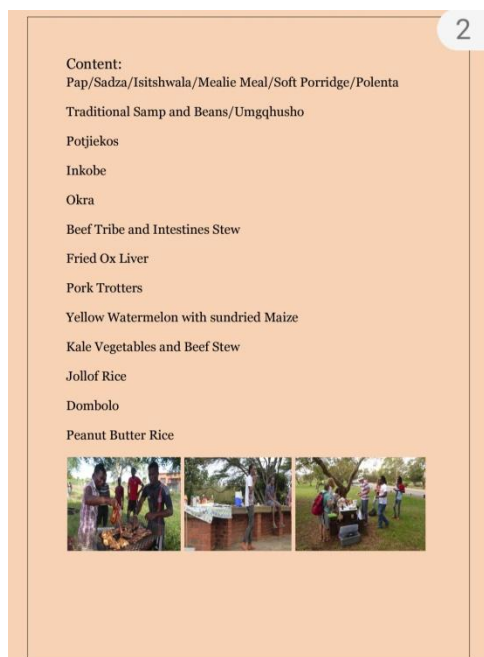 2
Content:
Pap/Sadza/Isitshwala/Mealie Meal/Soft Porridge/Polenta
Traditional Samp and Beans/Umgqhusho
Potjiekos
Inkobe
Okra
Beef Tribe and Intestines Stew
Fried Ox Liver
Pork Trotters
Yellow Watermelon with sundried Maize
Kale Vegetables and Beef Stew
Jollof Rice
Dombolo
Peanut Butter Rice